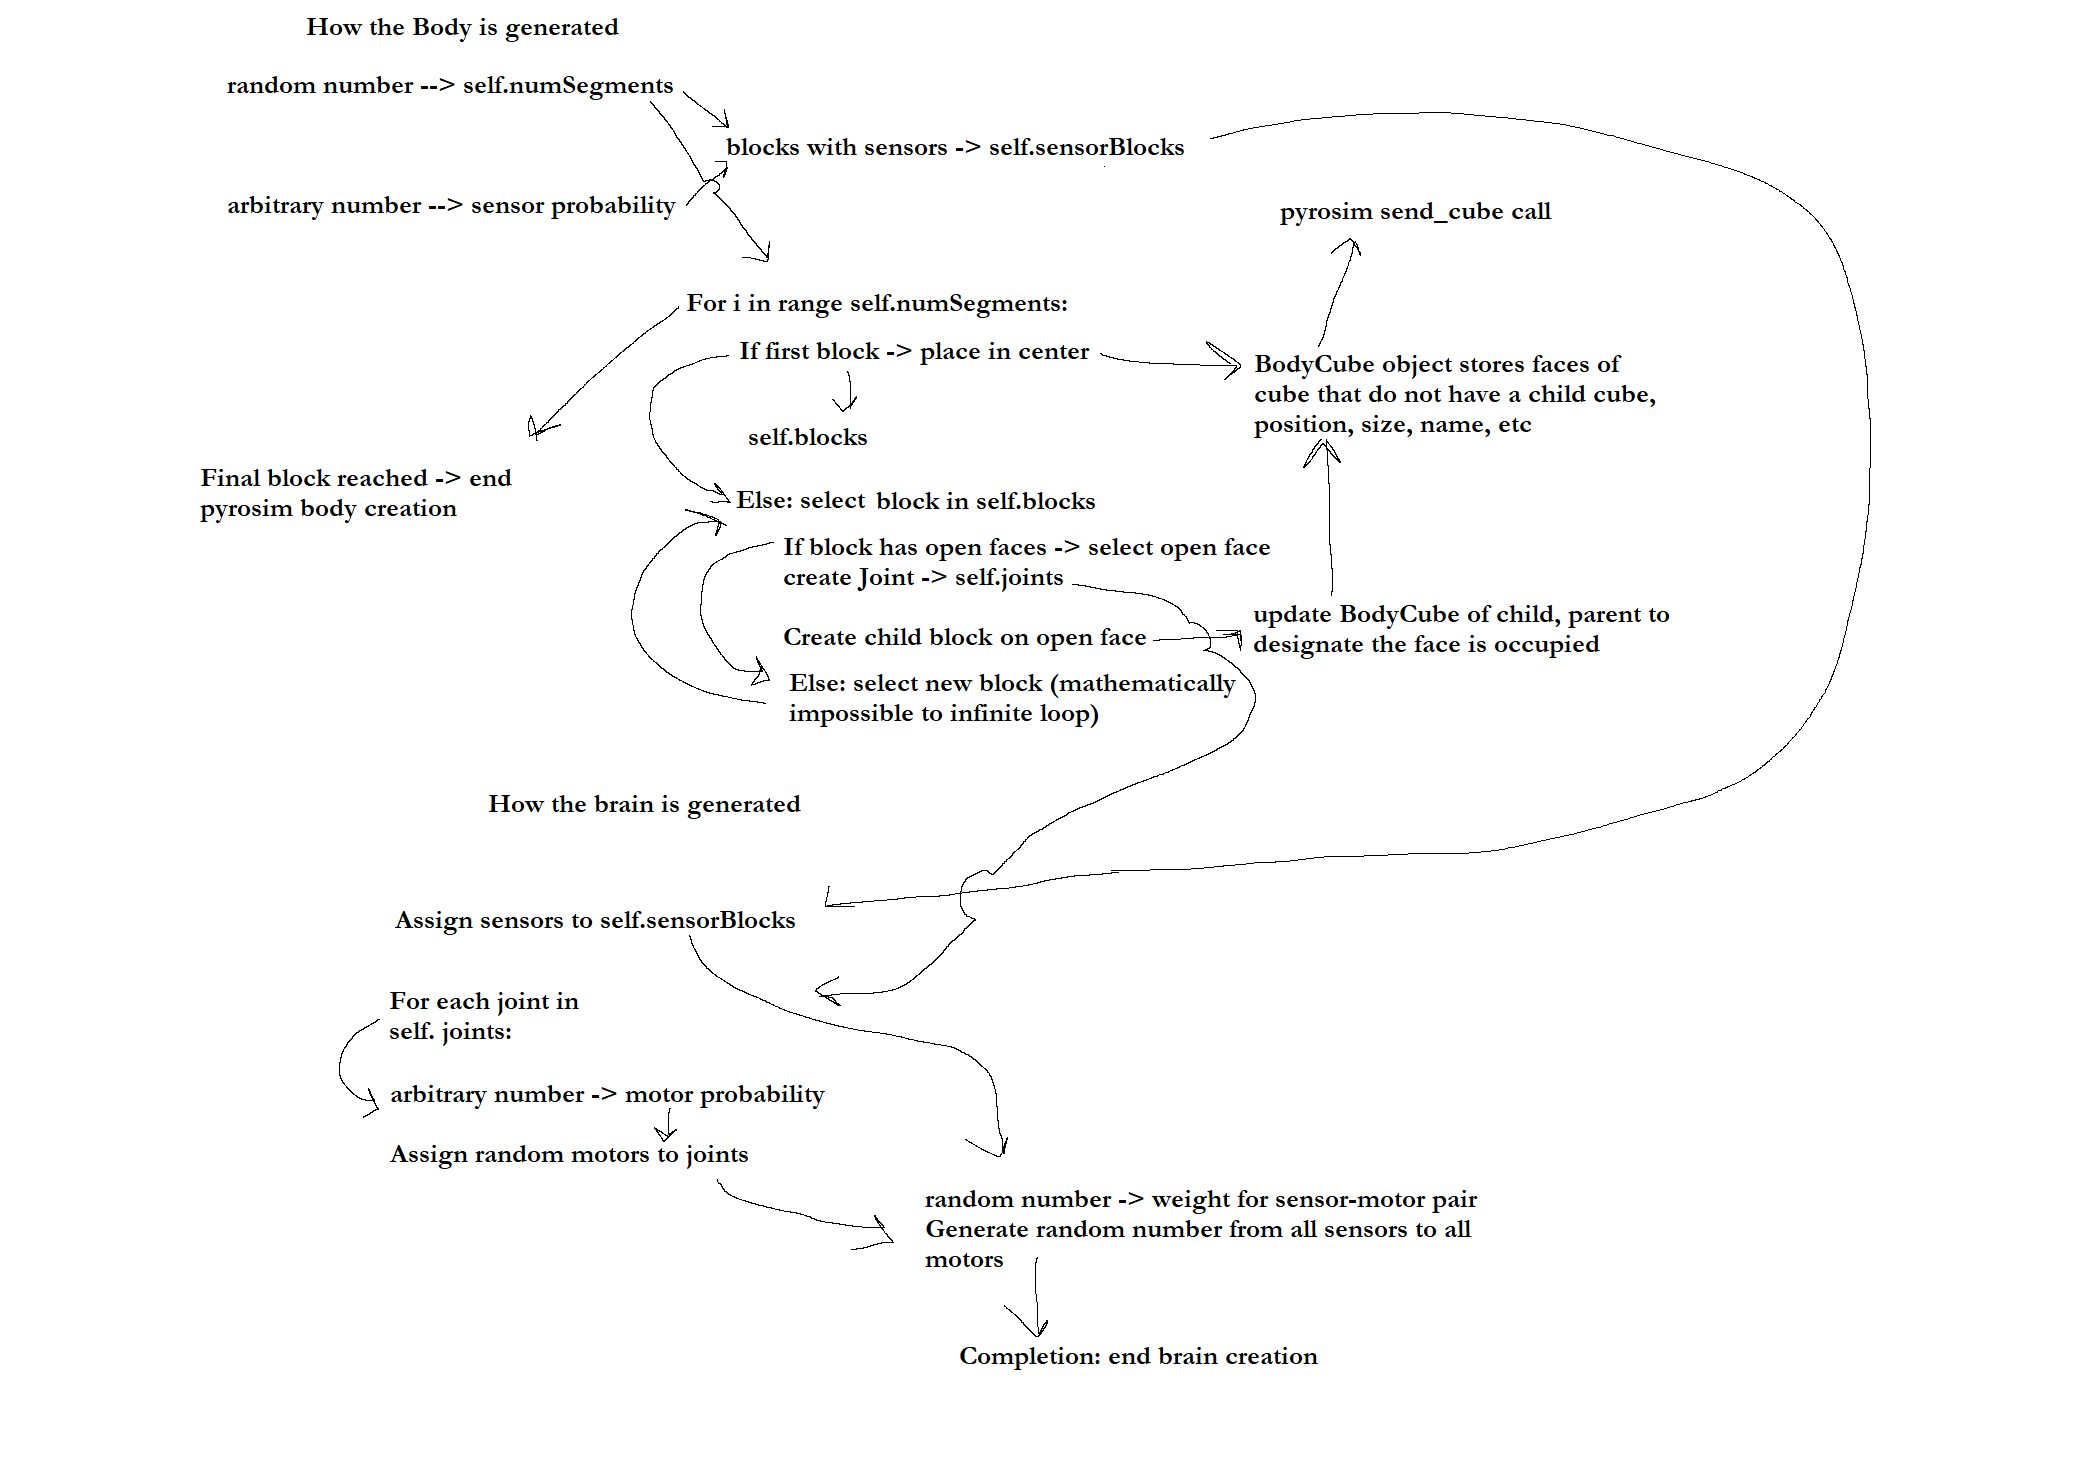 How the Body is generated
random number --> self.numSegments
blocks with sensors -> self.sensorBlocks
arbitrary number --> sensor probability
pyrosim send_cube call
For i in range self.numSegments:
If first block -> place in center
BodyCube object stores faces of
cube that do not have a child cube,
position, size, name, etc
self.blocks
Final block reached -> end
pyrosim body creation
Else: select block in self.blocks
If block has open faces -> select open face
create Joint -> self.joints
Create child block on open face
update BodyCube of child, parent to
designate the face is occupied
Else: select new block (mathematically
impossible to infinite loop)
How the brain is generated
Assign sensors to self.sensorBlocks
For each joint in
self. joints:
arbitrary number -> motor probability
Assign random motors to joints
random number -> weight for sensor-motor pair
Generate random number from all sensors to all
motors
Completion: end brain creation